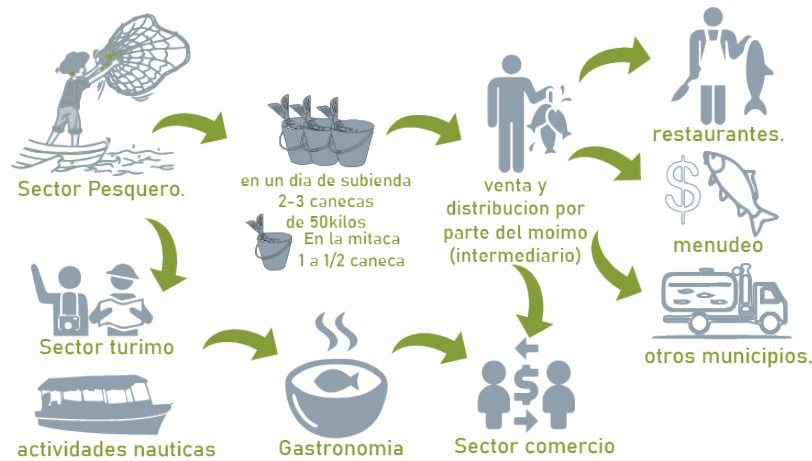 Sector Pesquero.
en un dia de subienda
2-3 canecas
de 50kilos
En la mitaca
1 a 1/2 caneca
venta y
distribucion por
parte del moimo
(intermediario)
restaurantes.
$
menudeo
otros municipios.
Sector turimo
actividades nauticas
Gastronomia
$
Sector comercio